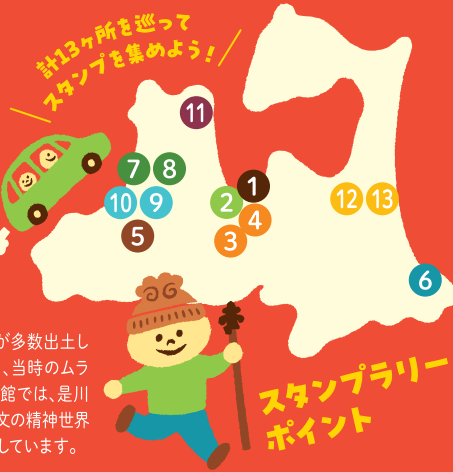 計13ヶ所を巡って
スタンプを集めよう!
11
7
8
1
10
9
2
12
13
4
5
3
6
が多数出土し
、当時のムラ
館では、是川
文の精神世界
しています。
スタンプラリー
ポイント